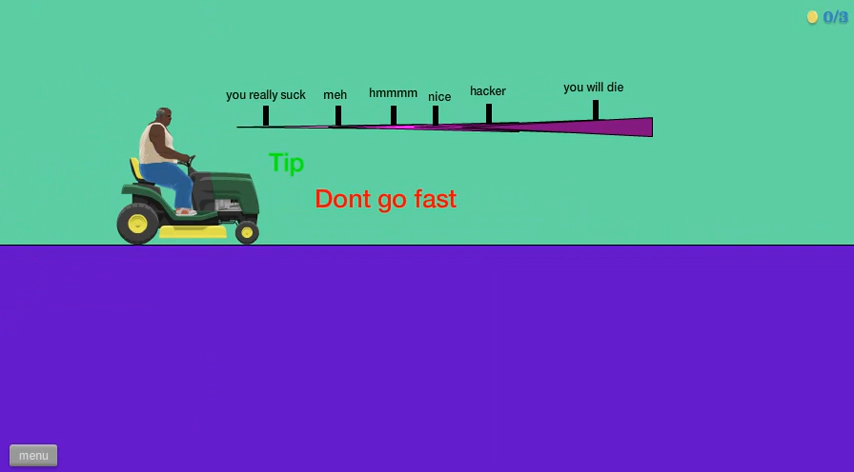 0/3
you really suck
meh
hmmmm
nice
hacker
you will die
Tip
Dont go fast
menu